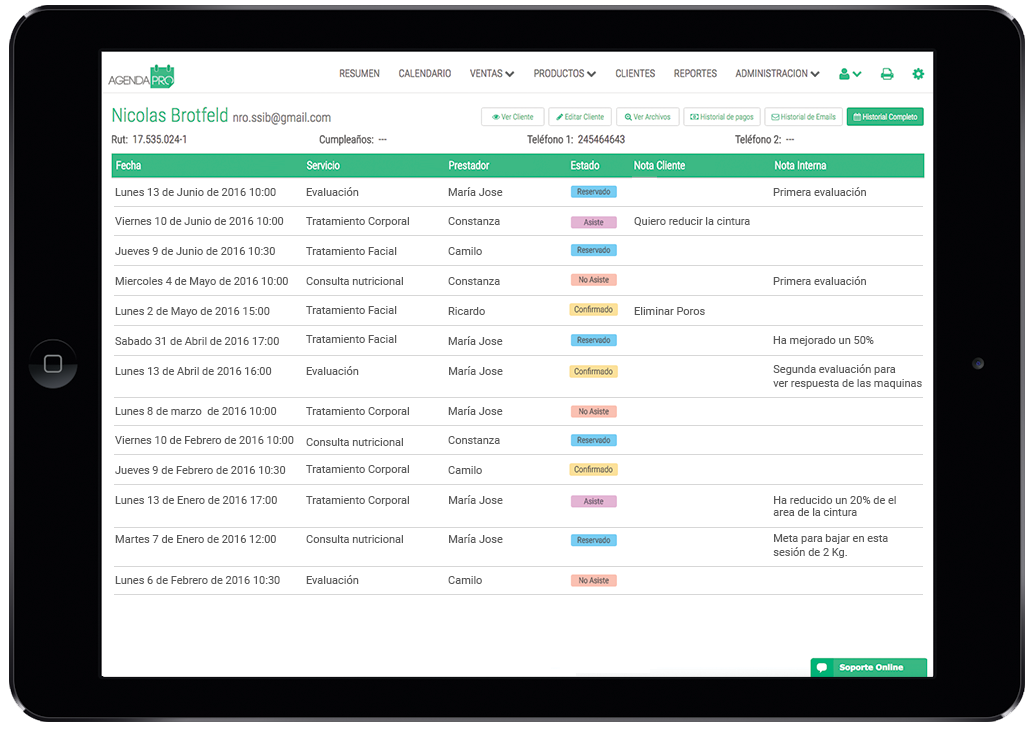 AGENDA PRO
RESUMEN CALENDARIO VENTAS PRODUCTOS CLIENTES REPORTES ADMINISTRACION
Nicolas Brotfeld nro.ssib@gmail.com
Ver Cliente Editar Cliente Ver Archivos Historial de pagos Historial de Emails Historial Completo
Rut: 17.535.024-1 Cumpleaños: --- Teléfono 1: 245464643 Teléfono 2: ---
Fecha Servicio Prestador Estado Nota Cliente Nota Interna
Lunes 13 de Junio de 2016 10:00 Evaluación María Jose Reservado Primera evaluación
Viernes 10 de Junio de 2016 10:00 Tratamiento Corporal Constanza Asiste Quiero reducir la cintura
Jueves 9 de Junio de 2016 10:30 Tratamiento Facial Camilo Reservado
Miercoles 4 de Mayo de 2016 10:00 Consulta nutricional Constanza No Asiste Primera evaluación
Lunes 2 de Mayo de 2016 15:00 Tratamiento Facial Ricardo Confirmado Eliminar Poros
Sabado 31 de Abril de 2016 17:00 Tratamiento Facial María Jose Reservado Ha mejorado un 50%
Lunes 13 de Abril de 2016 16:00 Evaluación María Jose Confirmado Segunda evaluación para
ver respuesta de las maquinas
Lunes 8 de marzo de 2016 10:00 Tratamiento Corporal María Jose No Asiste
Viernes 10 de Febrero de 2016 10:00 Consulta nutricional Constanza Reservado
Jueves 9 de Febrero de 2016 10:30 Tratamiento Corporal Camilo Confirmado
Lunes 13 de Enero de 2016 17:00 Tratamiento Corporal María Jose Asiste Ha reducido un 20% de el
area de la cintura
Martes 7 de Enero de 2016 12:00 Consulta nutricional María Jose Reservado Meta para bajar en esta
sesión de 2 Kg.
Lunes 6 de Febrero de 2016 10:30 Evaluación Camilo No Asiste
Soporte Online